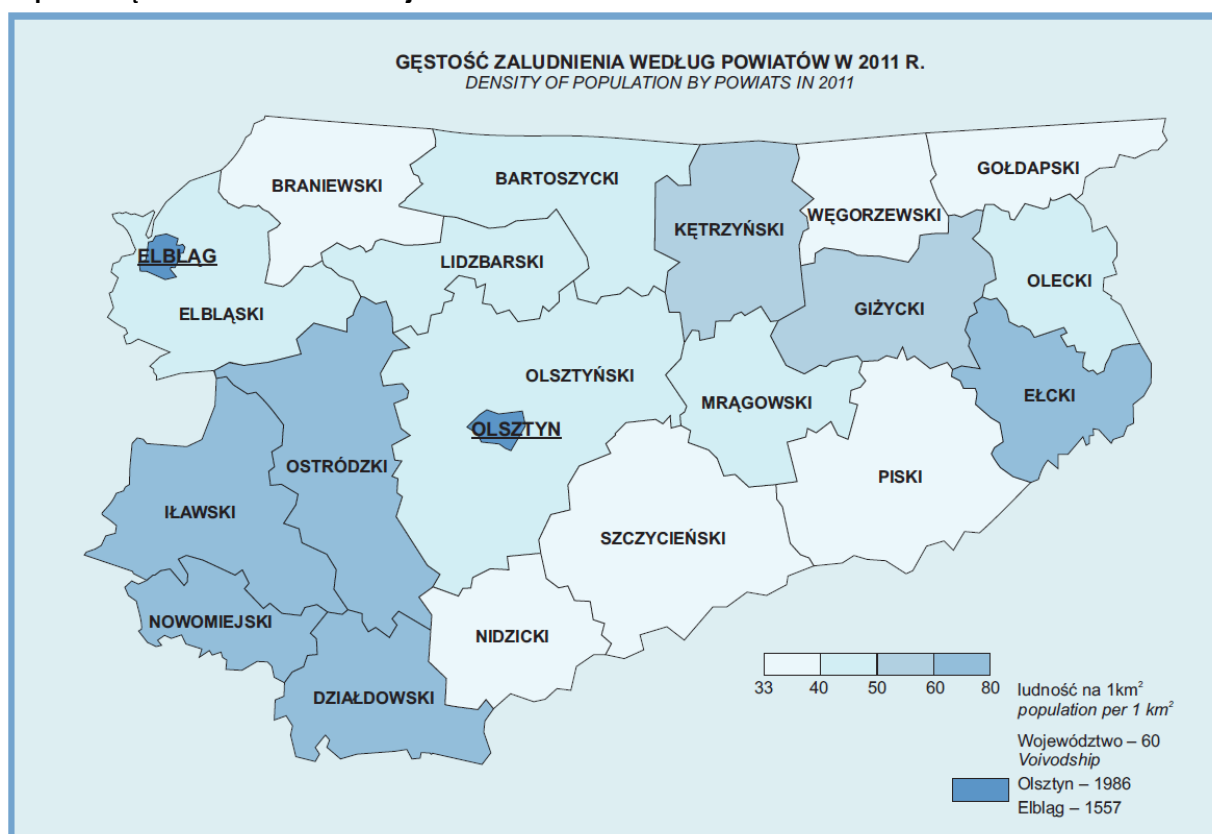 GĘSTOŚĆ ZALUDNIENIA WEDŁUG POWIATÓW W 2011 R.
DENSITY OF POPULATION BY POWIATS IN 2011
BRANIEWSKI
BARTOSZYCKI
GOŁDAPSKI
WĘGORZEWSKI
KĘTRZYŃSKI
ELBLĄG
LIDZBARSKI
OLECKI
ELBLĄSKI
GIŻYCKI
OLSZTYŃSKI
MRĄGOWSKI
EŁCKI
OLSZTYN
OSTRÓDZKI
PISKI
IŁAWSKI
SZCZYCIEŃSKI
NOWOMIEJSKI
NIDZICKI
DZIAŁDOWSKI
33 40 50 60 80
ludność na 1km²
population per 1 km²
Województwo – 60
Voivodship
Olsztyn – 1986
Elbląg – 1557